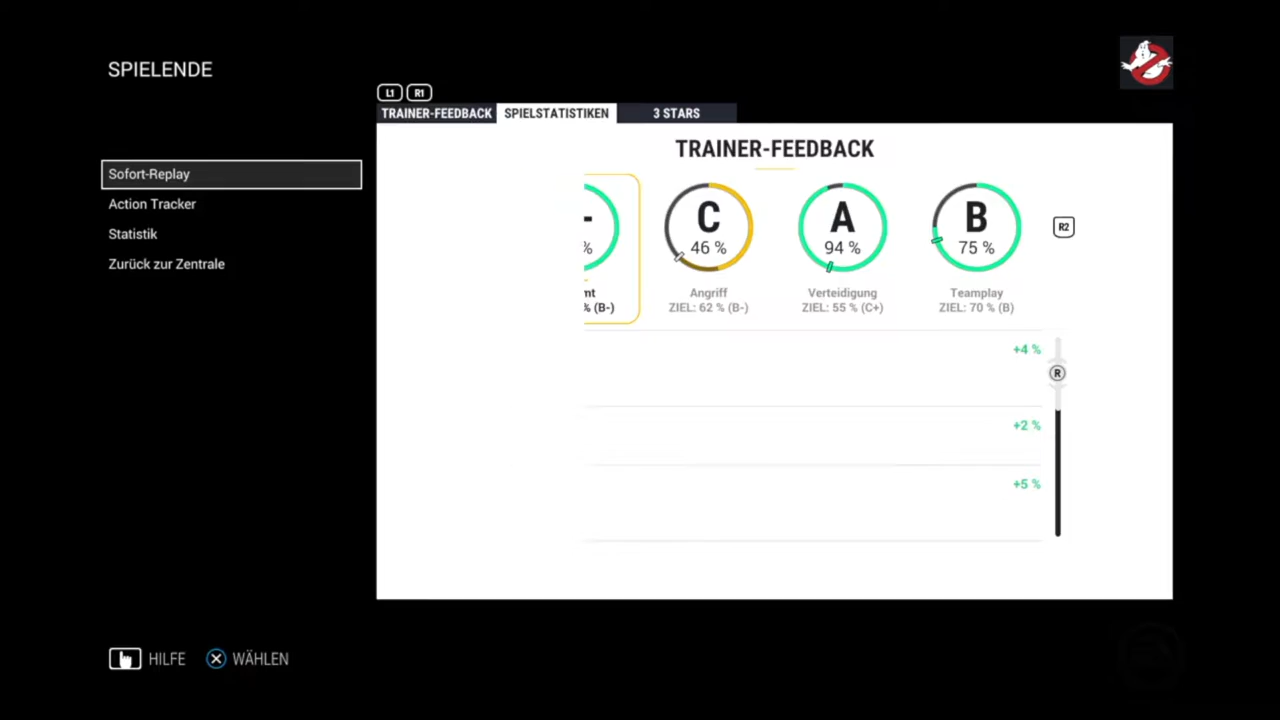 SPIELENDE
L1 R1
TRAINER-FEEDBACK SPIELSTATISTIKEN 3 STARS
TRAINER-FEEDBACK
Sofort-Replay
Action Tracker
Statistik
Zurück zur Zentrale
- C A B
% 46 % 94 % 75 %
R2
mt Angriff Verteidigung Teamplay
% (B-) ZIEL: 62 % (B-) ZIEL: 55 % (C+) ZIEL: 70 % (B)
+4 %
R
+2 %
+5 %
HILFE WÄHLEN